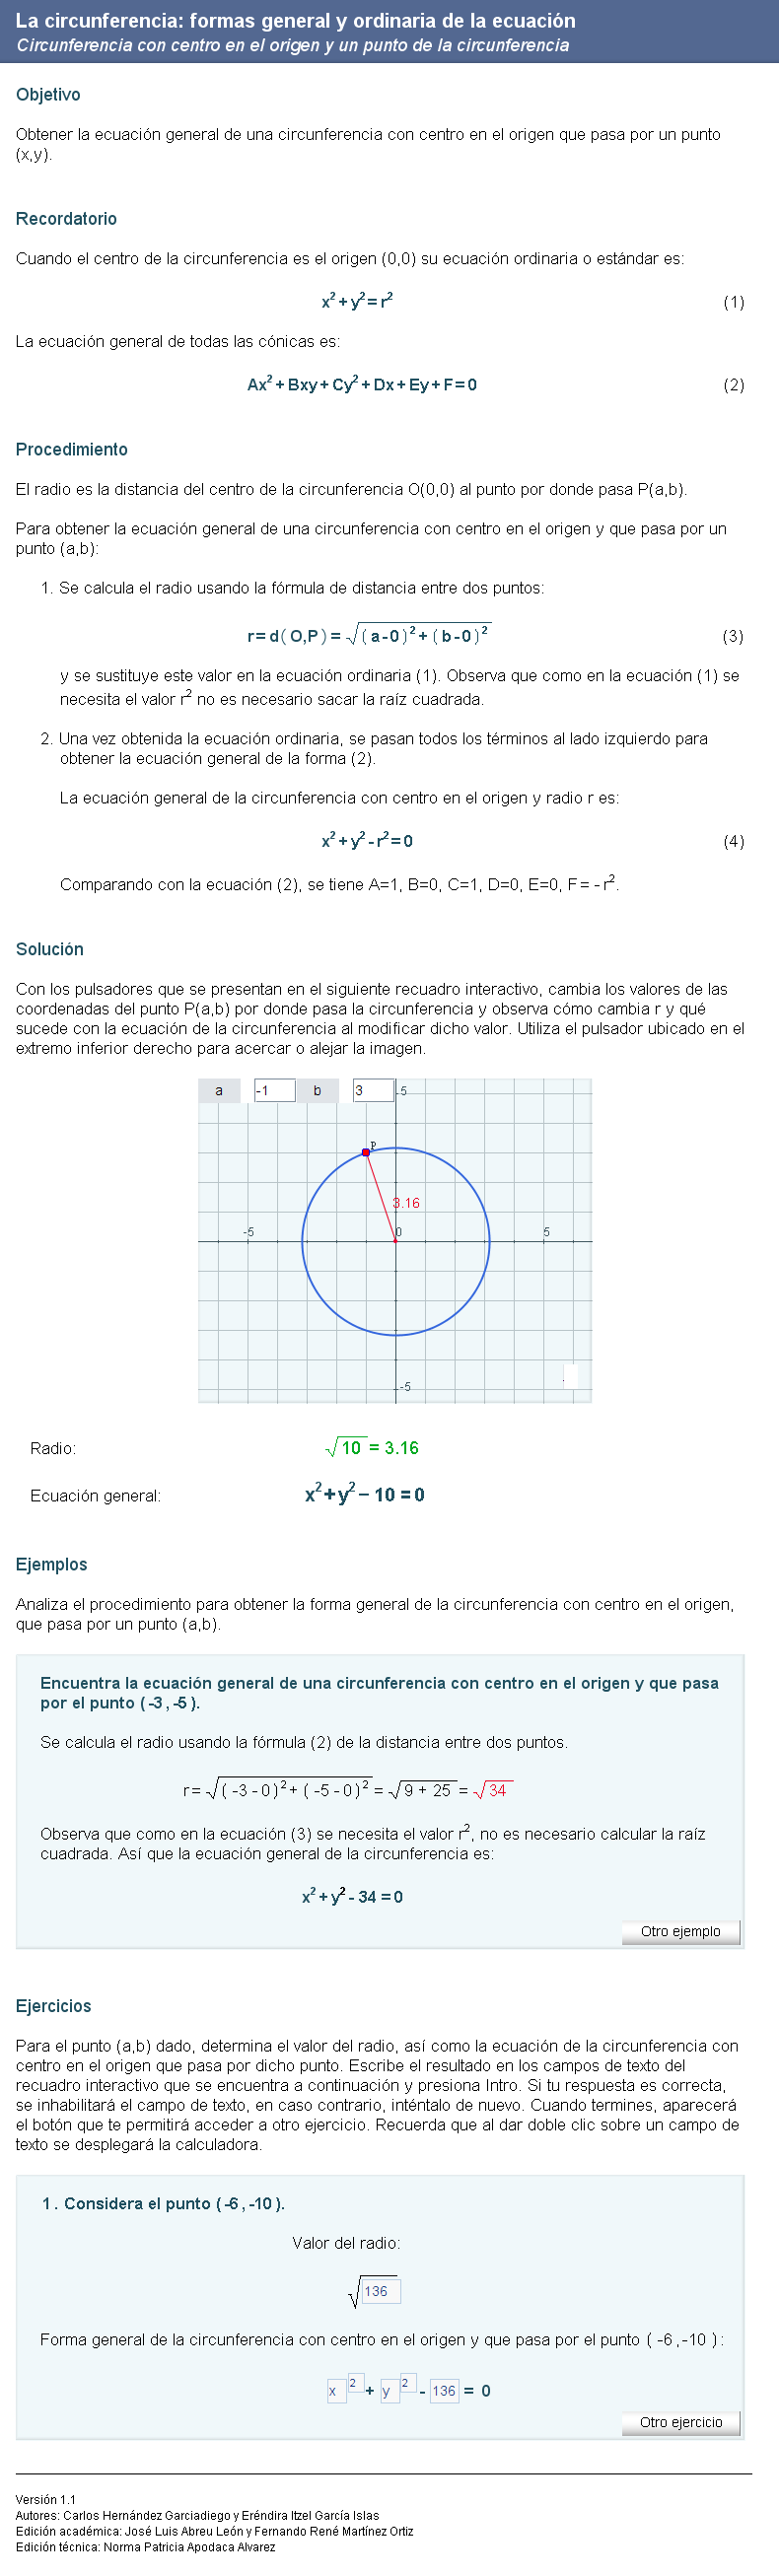 La circunferencia: formas general y ordinaria de la ecuación
Circunferencia con centro en el origen y un punto de la circunferencia
Objetivo
Obtener la ecuación general de una circunferencia con centro en el origen que pasa por un punto
(x,y).
Recordatorio
Cuando el centro de la circunferencia es el origen (0,0) su ecuación ordinaria o estándar es:
x²+y²=r² (1)
La ecuación general de todas las cónicas es:
Ax²+Bxy+Cy²+Dx+Ey+F=0 (2)
Procedimiento
El radio es la distancia del centro de la circunferencia O(0,0) al punto por donde pasa P(a,b).
Para obtener la ecuación general de una circunferencia con centro en el origen y que pasa por un
punto (a,b):
1. Se calcula el radio usando la fórmula de distancia entre dos puntos:
r=d(O,P)=√(a-0)²+(b-0)² (3)
y se sustituye este valor en la ecuación ordinaria (1). Observa que como en la ecuación (1) se
necesita el valor r² no es necesario sacar la raíz cuadrada.
2. Una vez obtenida la ecuación ordinaria, se pasan todos los términos al lado izquierdo para
obtener la ecuación general de la forma (2).
La ecuación general de la circunferencia con centro en el origen y radio r es:
x²+y²-r²=0 (4)
Comparando con la ecuación (2), se tiene A=1, B=0, C=1, D=0, E=0, F=-r².
Solución
Con los pulsadores que se presentan en el siguiente recuadro interactivo, cambia los valores de las
coordenadas del punto P(a,b) por donde pasa la circunferencia y observa cómo cambia r y qué
sucede con la ecuación de la circunferencia al modificar dicho valor. Utiliza el pulsador ubicado en el
extremo inferior derecho para acercar o alejar la imagen.
a -1 b 3 5
P
3.16
-5 0 5
-5
Radio: √10 = 3.16
Ecuación general: x²+y²− 10 =0
Ejemplos
Analiza el procedimiento para obtener la forma general de la circunferencia con centro en el origen,
que pasa por un punto (a,b).
Encuentra la ecuación general de una circunferencia con centro en el origen y que pasa
por el punto (-3,-5).
Se calcula el radio usando la fórmula (2) de la distancia entre dos puntos.
r=√(-3-0)²+(-5-0)²=√9+25=√34
Observa que como en la ecuación (3) se necesita el valor r², no es necesario calcular la raíz
cuadrada. Así que la ecuación general de la circunferencia es:
x²+y²-34=0
Otro ejemplo
Ejercicios
Para el punto (a,b) dado, determina el valor del radio, así como la ecuación de la circunferencia con
centro en el origen que pasa por dicho punto. Escribe el resultado en los campos de texto del
recuadro interactivo que se encuentra a continuación y presiona Intro. Si tu respuesta es correcta,
se inhabilitará el campo de texto, en caso contrario, inténtalo de nuevo. Cuando termines, aparecerá
el botón que te permitirá acceder a otro ejercicio. Recuerda que al dar doble clic sobre un campo de
texto se desplegará la calculadora.
1. Considera el punto (-6,-10).
Valor del radio:
√136
Forma general de la circunferencia con centro en el origen y que pasa por el punto (-6,-10):
x²+ y²- 136 = 0
Otro ejercicio
Versión 1.1
Autores: Carlos Hernández Garciadiego y Eréndira Itzel García Islas
Edición académica: José Luis Abreu León y Fernando René Martínez Ortiz
Edición técnica: Norma Patricia Apodaca Alvarez